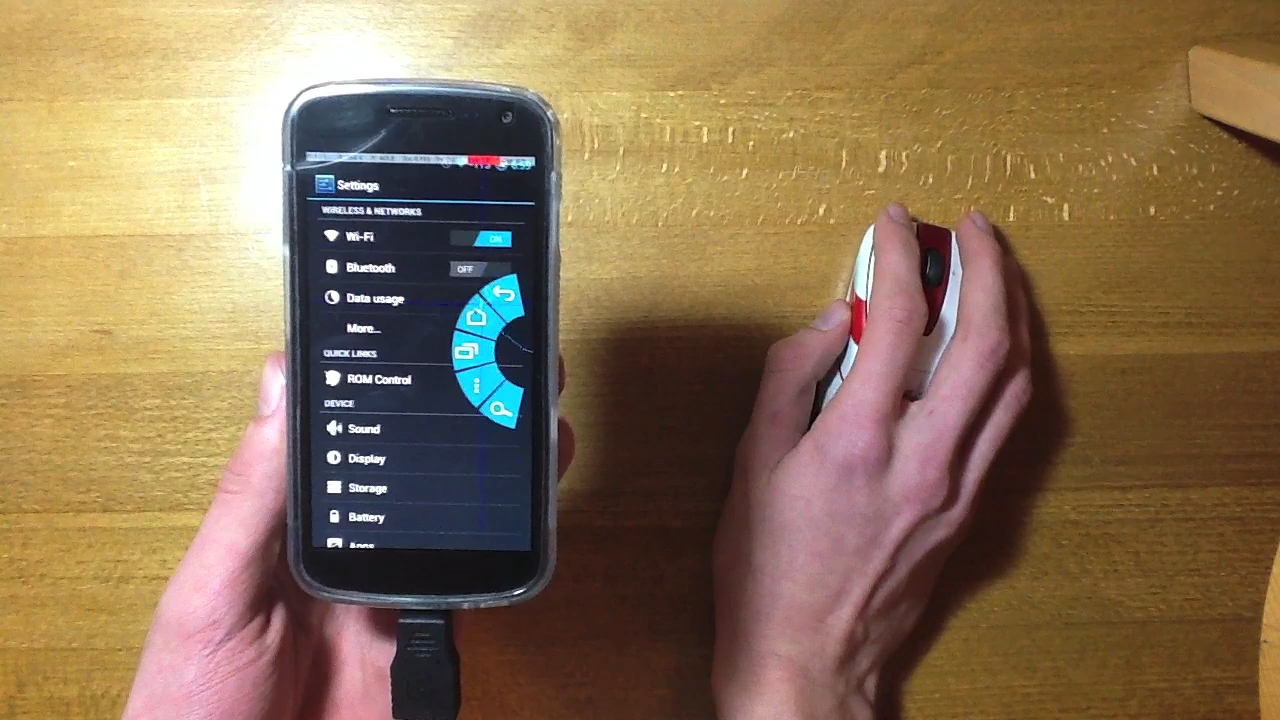 Settings
WIRELESS & NETWORKS
Wi-Fi ON
Bluetooth OFF
Data usage
More...
QUICK LINKS
ROM Control
DEVICE
Sound
Display
Storage
Battery
Apps